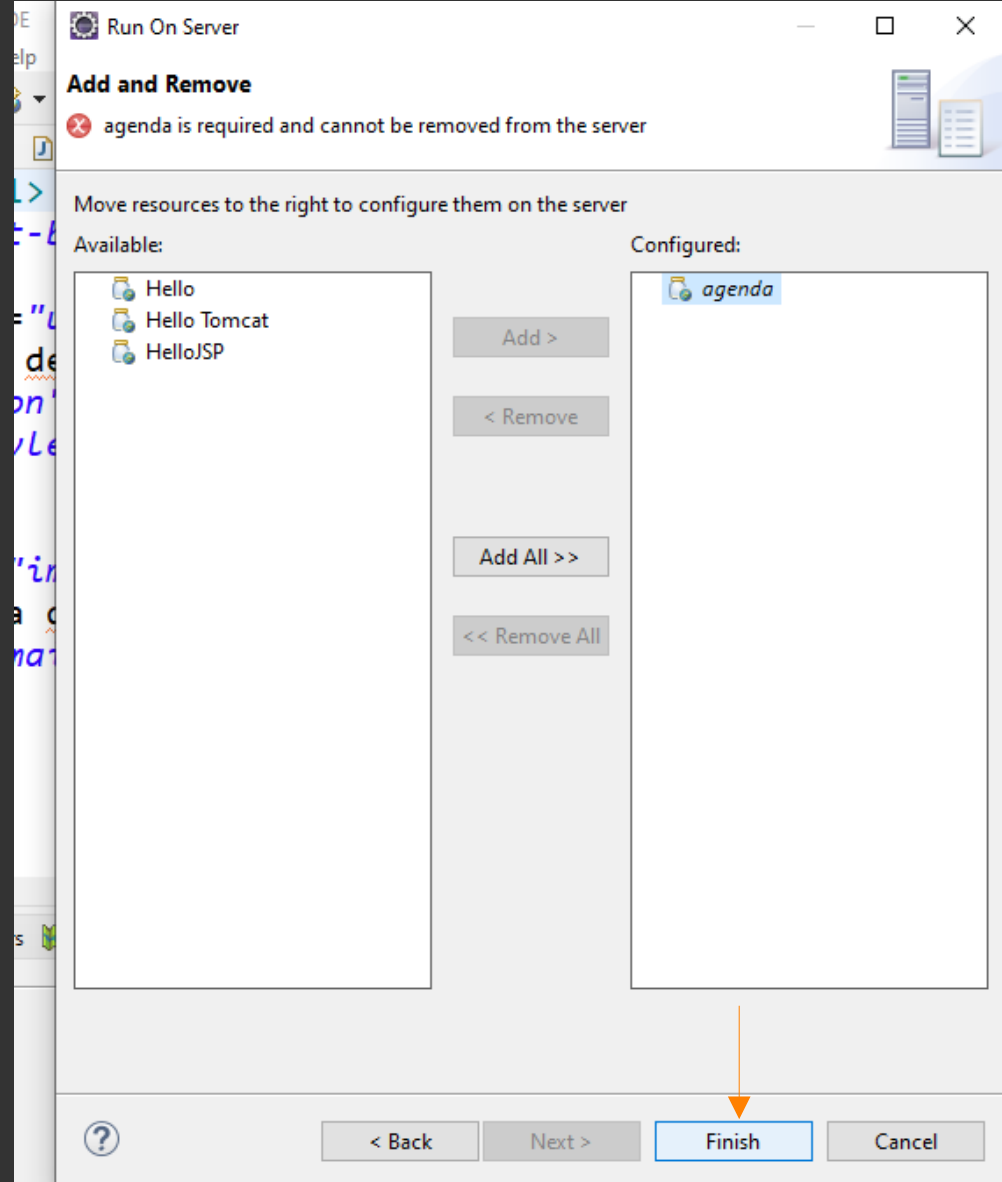 DE
Run On Server
elp
Add and Remove
agenda is required and cannot be removed from the server
Move resources to the right to configure them on the server
Available:
Configured:
Hello
Hello Tomcat
HelloJSP
agenda
Add >
< Remove
Add All >>
<< Remove All
< Back
Next >
Finish
Cancel